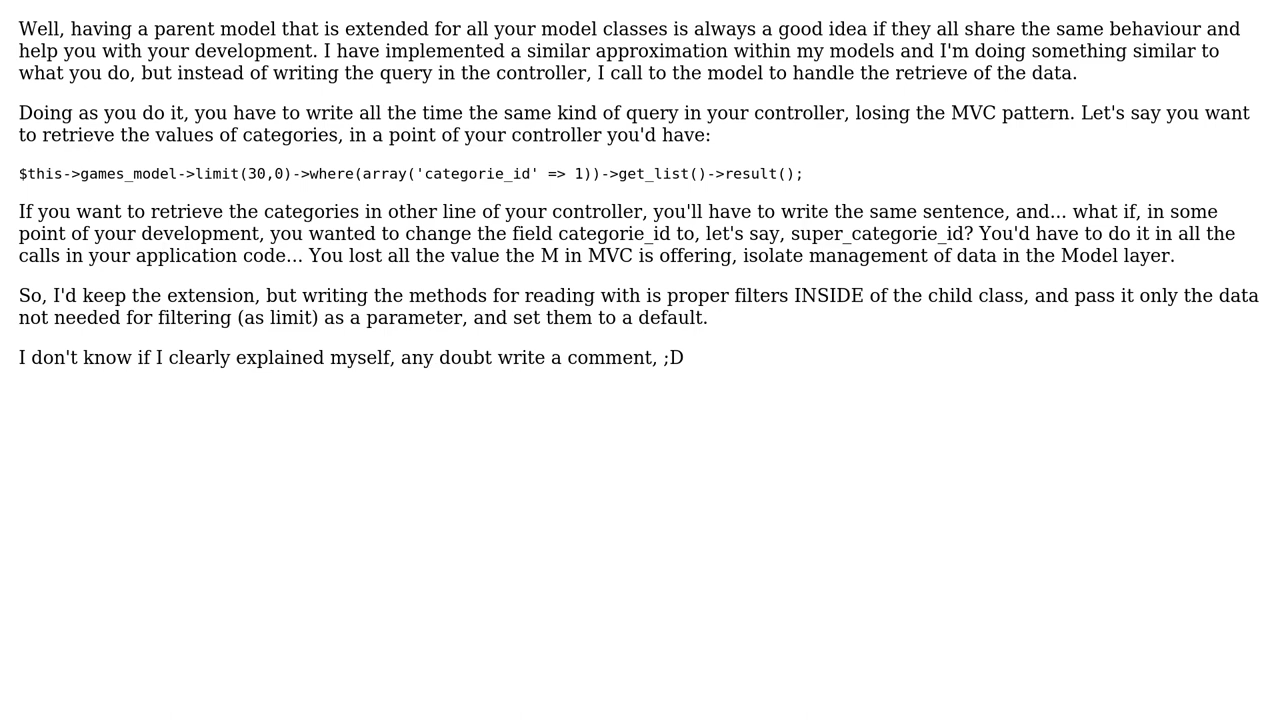 Well, having a parent model that is extended for all your model classes is always a good idea if they all share the same behaviour and
help you with your development. I have implemented a similar approximation within my models and I'm doing something similar to
what you do, but instead of writing the query in the controller, I call to the model to handle the retrieve of the data.
Doing as you do it, you have to write all the time the same kind of query in your controller, losing the MVC pattern. Let's say you want
to retrieve the values of categories, in a point of your controller you'd have:
$this->games_model->limit(30,0)->where(array('categorie_id' => 1))->get_list()->result();
If you want to retrieve the categories in other line of your controller, you'll have to write the same sentence, and... what if, in some
point of your development, you wanted to change the field categorie_id to, let's say, super_categorie_id? You'd have to do it in all the
calls in your application code... You lost all the value the M in MVC is offering, isolate management of data in the Model layer.
So, I'd keep the extension, but writing the methods for reading with is proper filters INSIDE of the child class, and pass it only the data
not needed for filtering (as limit) as a parameter, and set them to a default.
I don't know if I clearly explained myself, any doubt write a comment, ;D